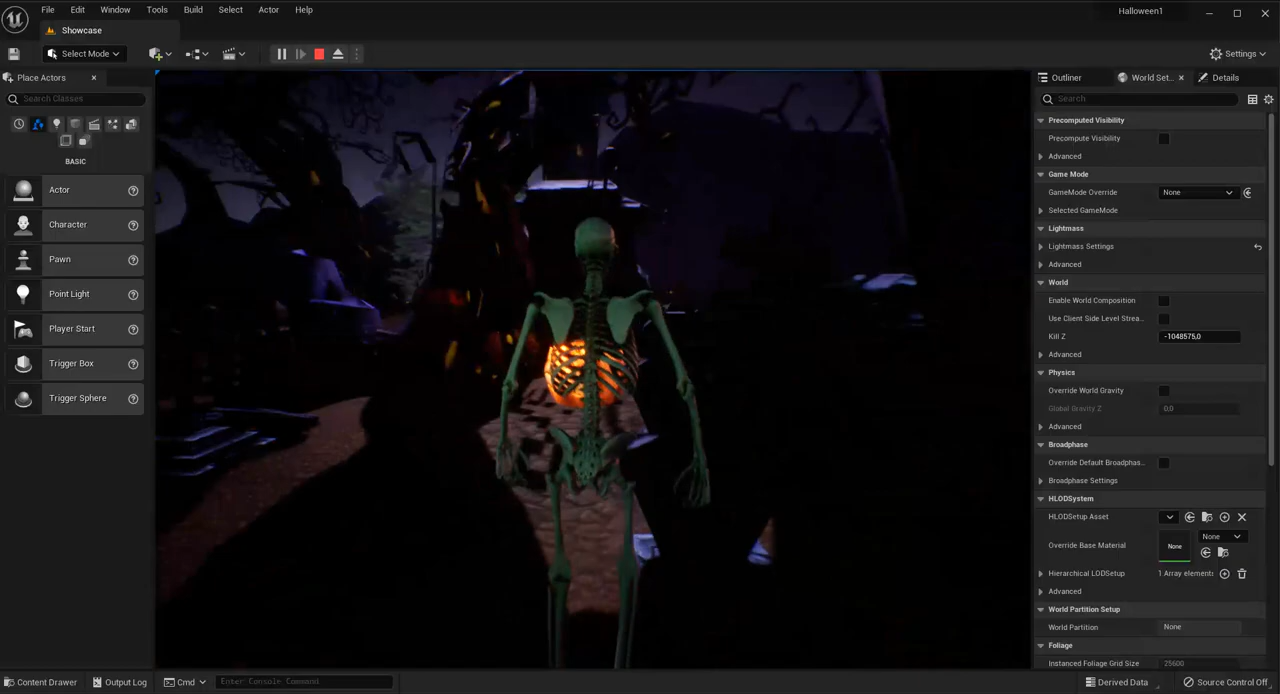 File Edit Window Tools Build Select Actor Help
Halloween1
Showcase
Select Mode
Settings
Place Actors
Search Classes
BASIC
Actor
Character
Pawn
Point Light
Player Start
Trigger Box
Trigger Sphere
Outliner World Set... Details
Search
Precomputed Visibility
Precompute Visibility
Advanced
Game Mode
GameMode Override None
Selected GameMode
Lightmass
Lightmass Settings
Advanced
World
Enable World Composition
Use Client Side Level Strea...
Kill Z -1048575,0
Advanced
Physics
Override World Gravity
Global Gravity Z 0,0
Advanced
Broadphase
Override Default Broadphas...
Broadphase Settings
HLODSystem
HLODSetup Asset
Override Base Material None None
Hierarchical LODSetup 1 Array element
Advanced
World Partition Setup
World Partition None
Foliage
Instanced Foliage Grid Size 25600
Content Drawer Output Log Cmd Enter Console Command Derived Data Source Control Off